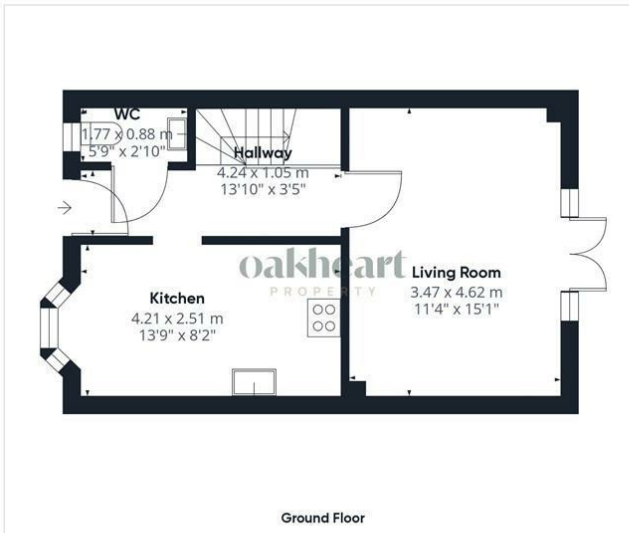 WC
1.77 x 0.88 m
5'9" x 2'10"
Hallway
4.24 x 1.05 m
13'10" x 3'5"
oakheart
PROPERTY
Living Room
3.47 x 4.62 m
11'4" x 15'1"
Kitchen
4.21 x 2.51 m
13'9" x 8'2"
Ground Floor